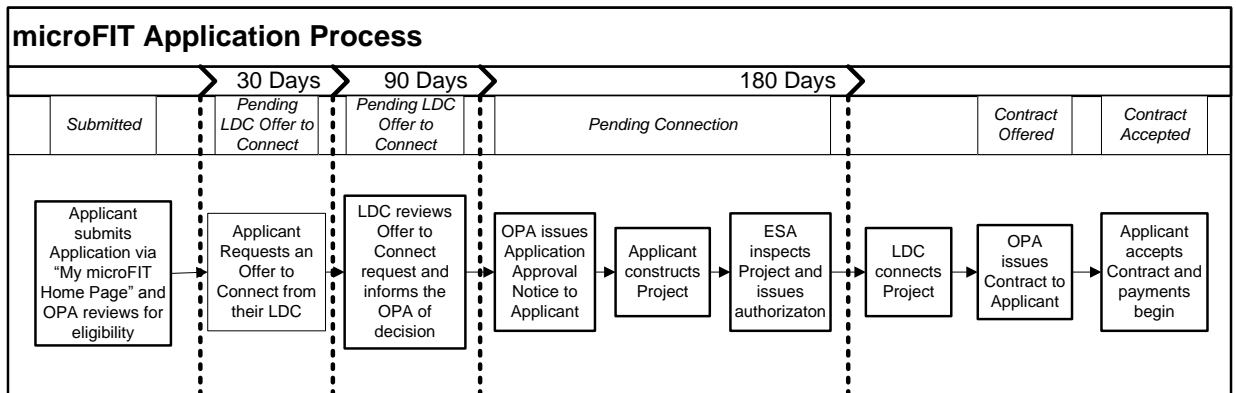 microFIT Application Process
30 Days
90 Days
180 Days
Submitted
Pending
LDC Offer to
Connect
Pending LDC
Offer to
Connect
Pending Connection
Contract
Offered
Contract
Accepted
Applicant
submits
Application via
“My microFIT
Home Page” and
OPA reviews for
eligibility
Applicant
Requests an
Offer to
Connect from
their LDC
LDC reviews
Offer to
Connect
request and
informs the
OPA of
decision
OPA issues
Application
Approval
Notice to
Applicant
Applicant
constructs
Project
ESA
inspects
Project and
issues
authorizaton
LDC
connects
Project
OPA
issues
Contract to
Applicant
Applicant
accepts
Contract and
payments
begin